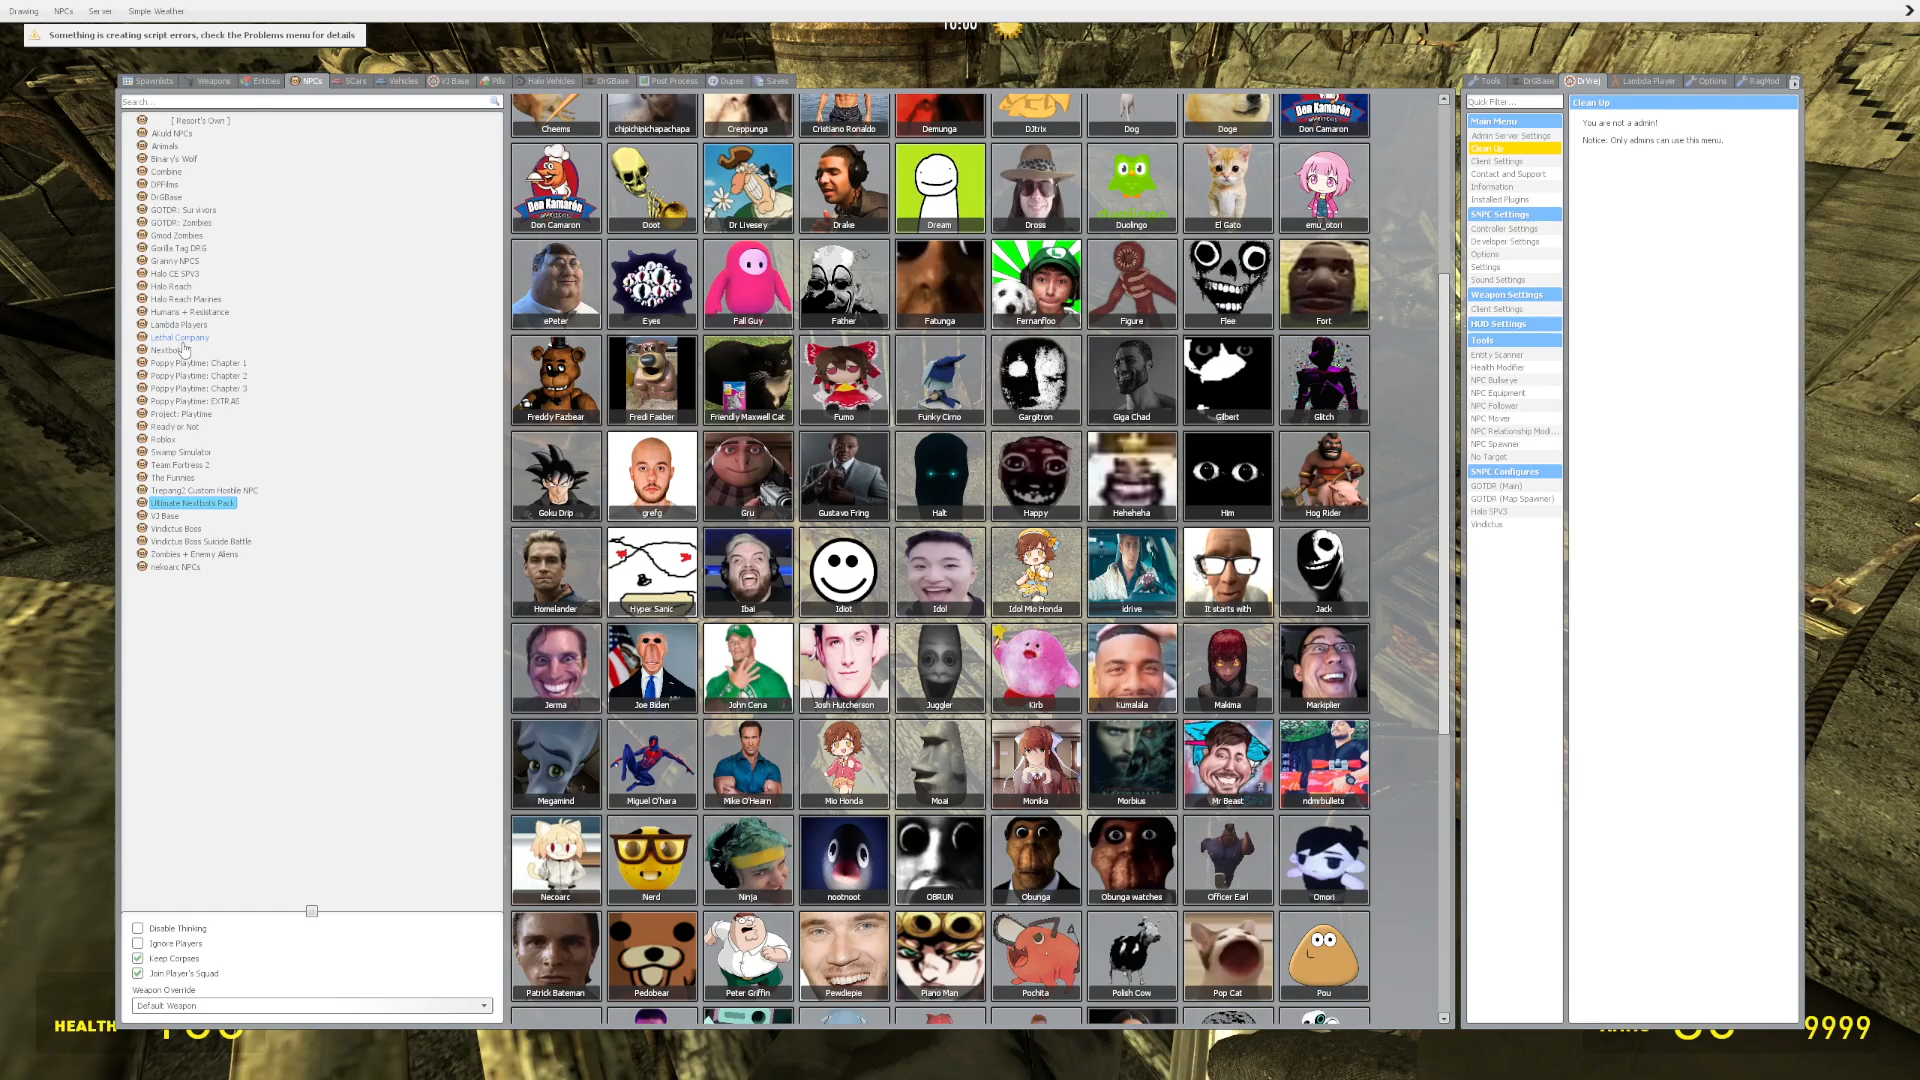 Drawing NPCs Server Simple Weather
Something is creating script errors, check the Problems menu for details
10:00
Spawnlists Weapons Entities NPCs SCars Vehicles VJ Base Pills Halo Vehicles DrGBase Post Process Dupes Saves
Search...
[ Resort's Own ]
Akuid NPCs
Animals
Binary's Wolf
Combine
DPFilms
DrGBase
GOTDR: Survivors
GOTDR: Zombies
Gmod Zombies
Gorilla Tag DRG
Granny NPCS
Halo CE SPV3
Halo Reach
Halo Reach Marines
Humans + Resistance
Lambda Players
Lethal Company
Nextbot
Poppy Playtime: Chapter 1
Poppy Playtime: Chapter 2
Poppy Playtime: Chapter 3
Poppy Playtime: EXTRAS
Project: Playtime
Ready or Not
Roblox
Swamp Simulator
Team Fortress 2
The Funnies
Trepang2 Custom Hostile NPC
Ultimate Nextbots Pack
VJ Base
Vindictus Boss
Vindictus Boss Suicide Battle
Zombies + Enemy Aliens
nekoarc NPCs
Disable Thinking
Ignore Players
Keep Corpses
Join Player's Squad
Weapon Override
Default Weapon
Cheems chipichipichapachapa Creppunga Cristiano Ronaldo Demunga DJtrix Dog Doge Don Camaron
BEN KAMARÓN
BEN KAMARÓN
duolingo
Don Camaron Doot Dr Livesey Drake Dream Dross Duolingo El Gato emu_otori
ePeter Eyes Fall Guy Father Fatunga Fernanfloo Figure Flee Fort
Freddy Fazbear Fredi Fasber Friendly Maxwell Cat Fumo Funky Cirno Gargitron Giga Chad Gilbert Glitch
Goku Drip grefg Gru Gustavo Fring Halt Happy Heheheha Him Hog Rider
Homelander Hyper Sanic Ibai Idiot Idol Idol Mio Honda idrive It starts with Jack
Jerma Joe Biden John Cena Josh Hutcherson Juggler Kirb Kumalala Makima Markiplier
Megamind Miguel O'hara Mike O'Hearn Mio Honda Moai Monika Morbius Mr Beast ndmrbullets
Necoarc Nerd Ninja nootnoot OBRUN Obunga Obunga watches Officer Earl Omori
Patrick Bateman Pedobear Peter Griffin Pewdiepie Piano Man Pochita Polish Cow Pop Cat Pou
Tools DrGBase DrVrej Lambda Player Options RagMod
Quick Filter...
Main Menu
Admin Server Settings
Clean Up
Client Settings
Contact and Support
Information
Installed Plugins
SNPC Settings
Controller Settings
Developer Settings
Options
Settings
Sound Settings
Weapon Settings
Client Settings
HUD Settings
Tools
Entity Scanner
Health Modifier
NPC Bullseye
NPC Equipment
NPC Follower
NPC Mover
NPC Relationship Modi...
NPC Spawner
No Target
SNPC Configures
GOTDR (Main)
GOTDR (Map Spawner)
Halo SPV3
Vindictus
Clean Up
You are not a admin!
Notice: Only admins can use this menu.
HEALTH
9999